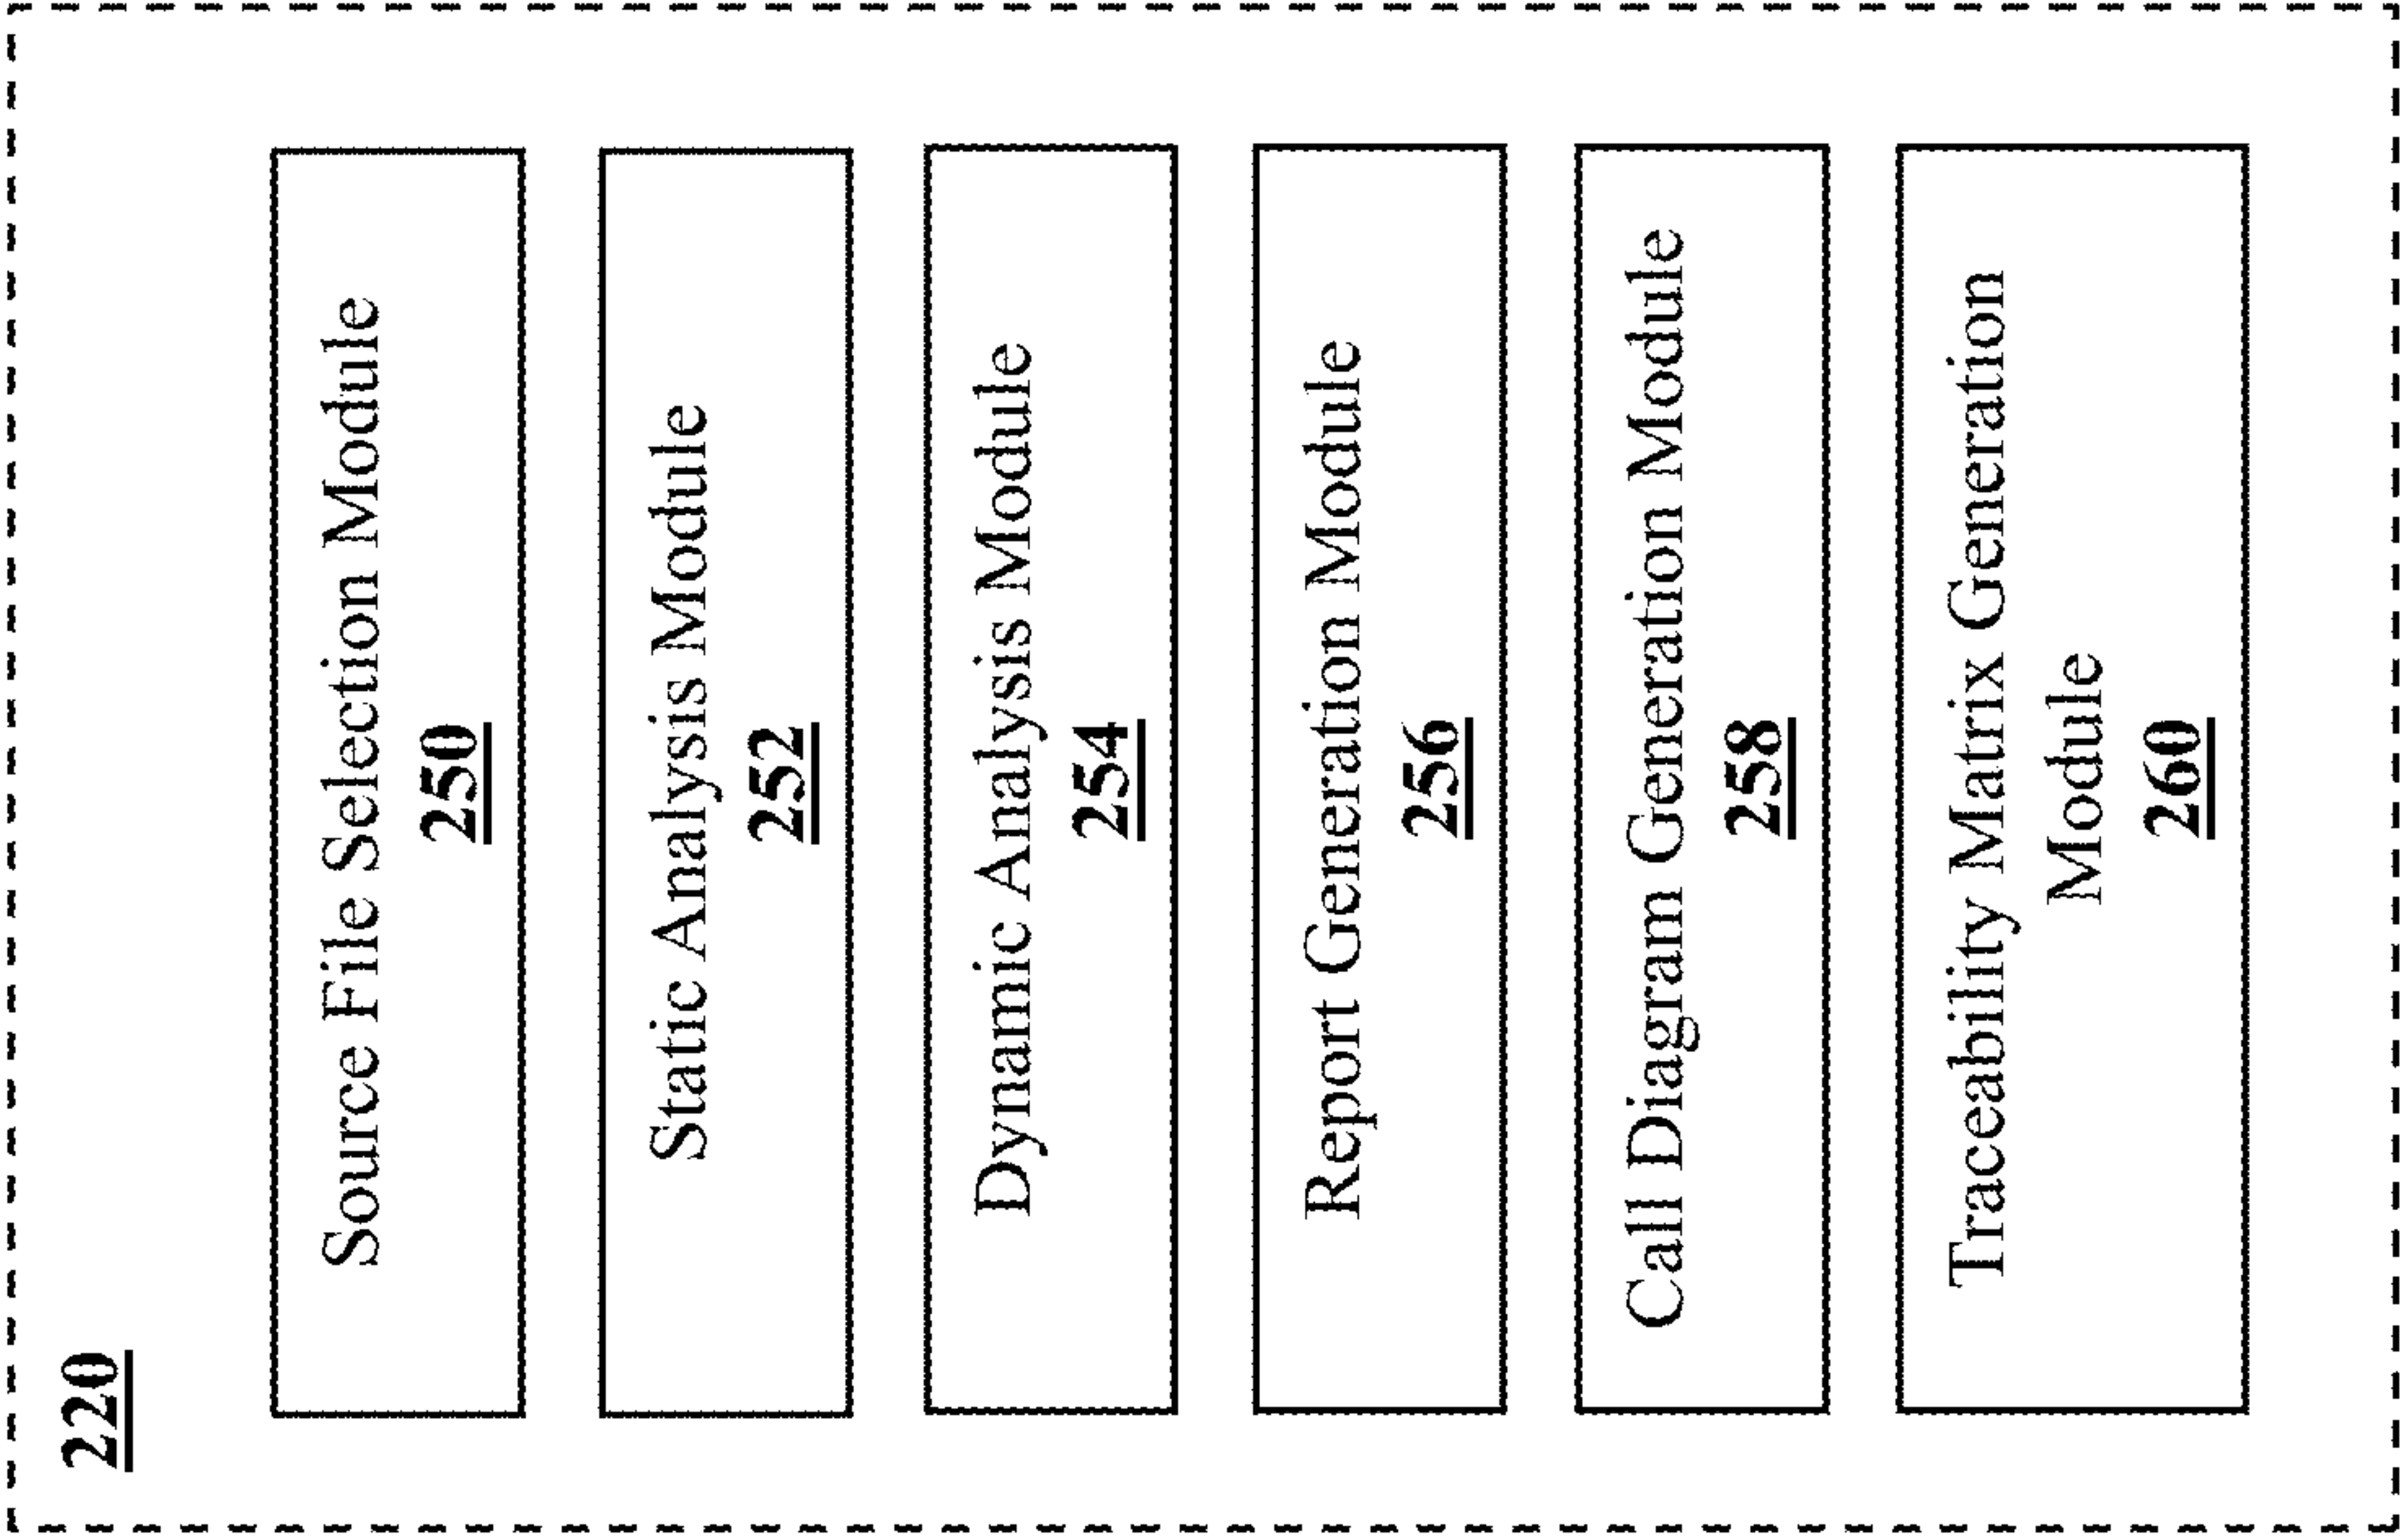 220
Source File Selection Module
250
Static Analysis Module
252
Dynamic Analysis Module
254
Report Generation Module
256
Call Diagram Generation Module
258
Traceability Matrix Generation
Module
260